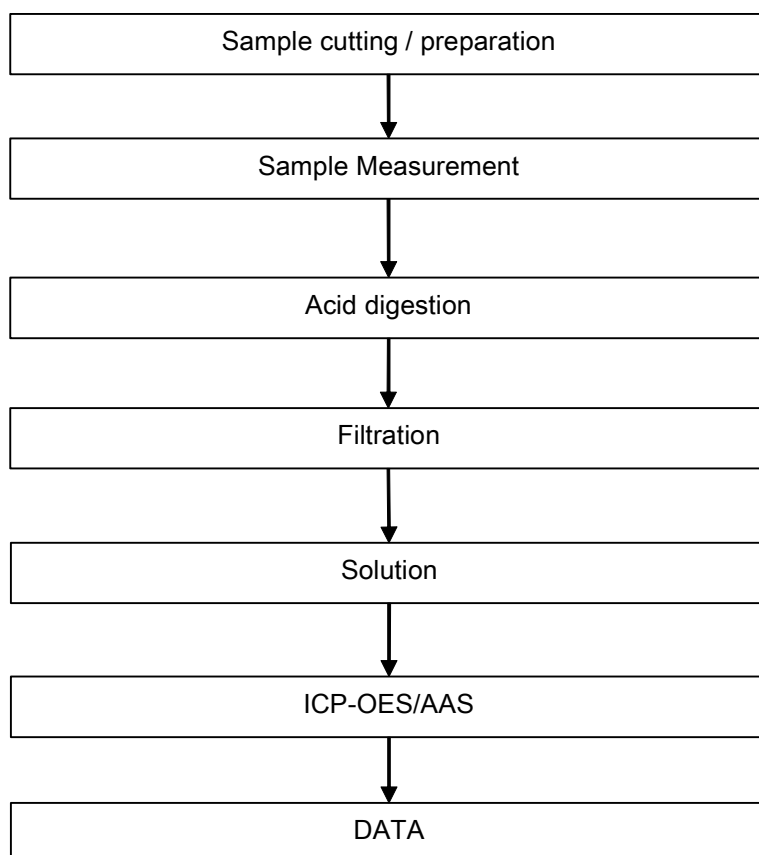 Sample cutting / preparation
Sample Measurement
Acid digestion
Filtration
Solution
ICP-OES/AAS
DATA